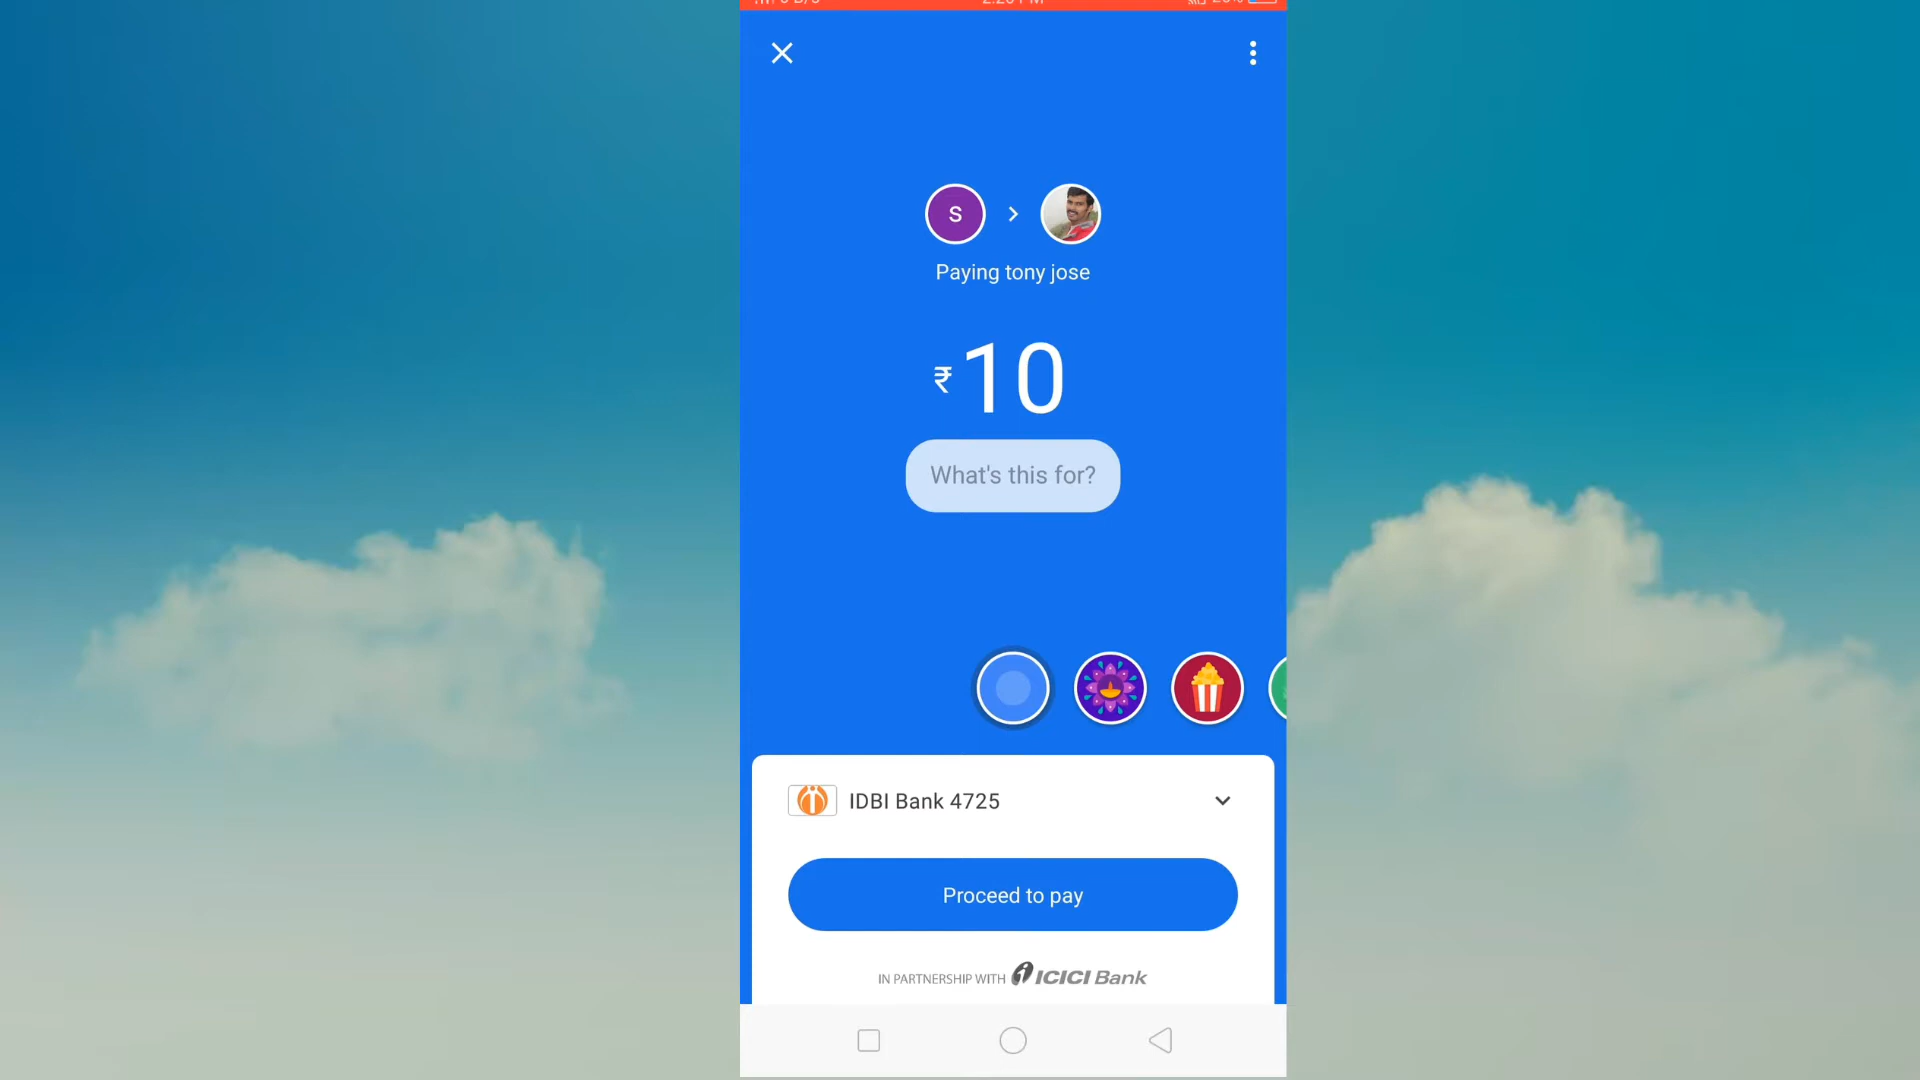 S
Paying tony jose
₹10
What's this for?
IDBI Bank 4725
Proceed to pay
IN PARTNERSHIP WITH ICICI Bank